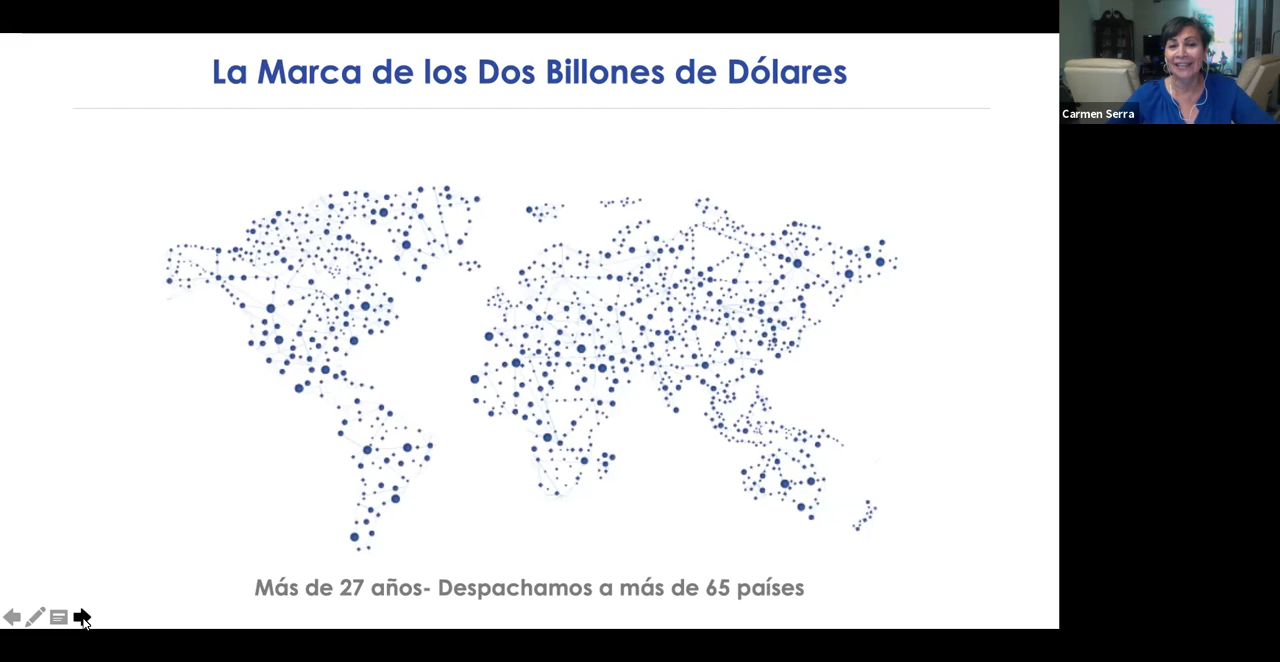 La Marca de los Dos Billones de Dólares
Carmen Serra
Más de 27 años- Despachamos a más de 65 países